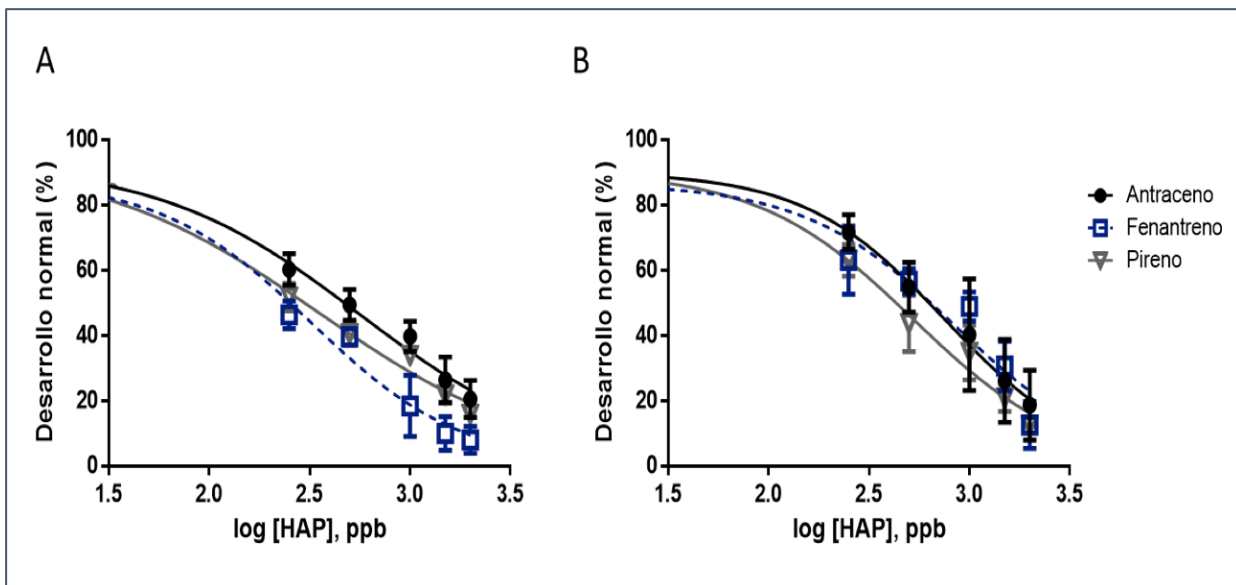 A
B
Desarrollo normal (%)
100
80
60
40
20
0
1.5
2.0
2.5
3.0
3.5
log [HAP], ppb
Desarrollo normal (%)
100
80
60
40
20
0
1.5
2.0
2.5
3.0
3.5
log [HAP], ppb
Antraceno
Fenantreno
Pireno